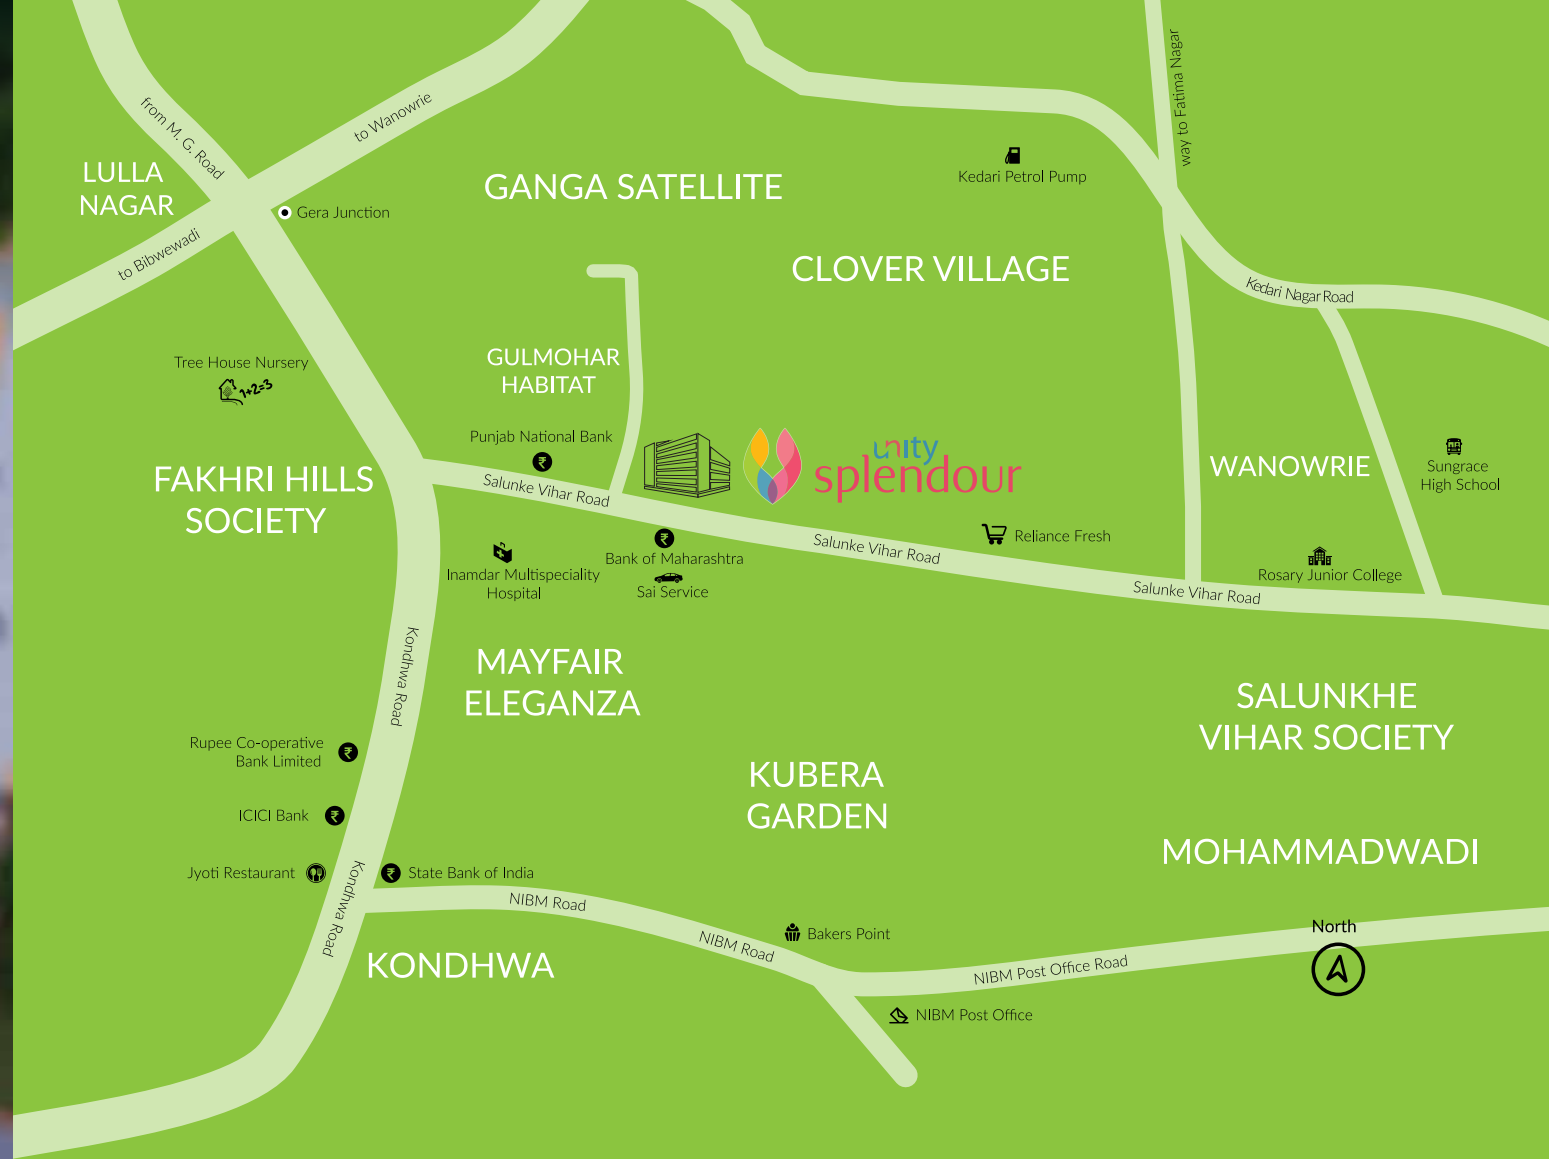 from M. G. Road
to Wanowrie
way to Fatima Nagar
LULLA
NAGAR
Gera Junction
to Bibwewadi
GANGA SATELLITE
Kedari Petrol Pump
CLOVER VILLAGE
Kedari Nagar Road
Tree House Nursery
1+2=3
GULMOHAR
HABITAT
Punjab National Bank
₹
Salunke Vihar Road
unity
splendour
WANOWRIE
Sungrace
High School
FAKHRI HILLS
SOCIETY
₹
Bank of Maharashtra
Sai Service
Inamdar Multispeciality
Hospital
Salunke Vihar Road
Reliance Fresh
Rosary Junior College
Salunke Vihar Road
Kondhwa Road
MAYFAIR
ELEGANZA
SALUNKHE
VIHAR SOCIETY
Rupee Co-operative
Bank Limited
₹
KUBERA
GARDEN
ICICI Bank
₹
MOHAMMADWADI
Jyoti Restaurant
Kondhwa Road
₹
State Bank of India
NIBM Road
NIBM Road
Bakers Point
North
KONDHWA
NIBM Post Office Road
NIBM Post Office